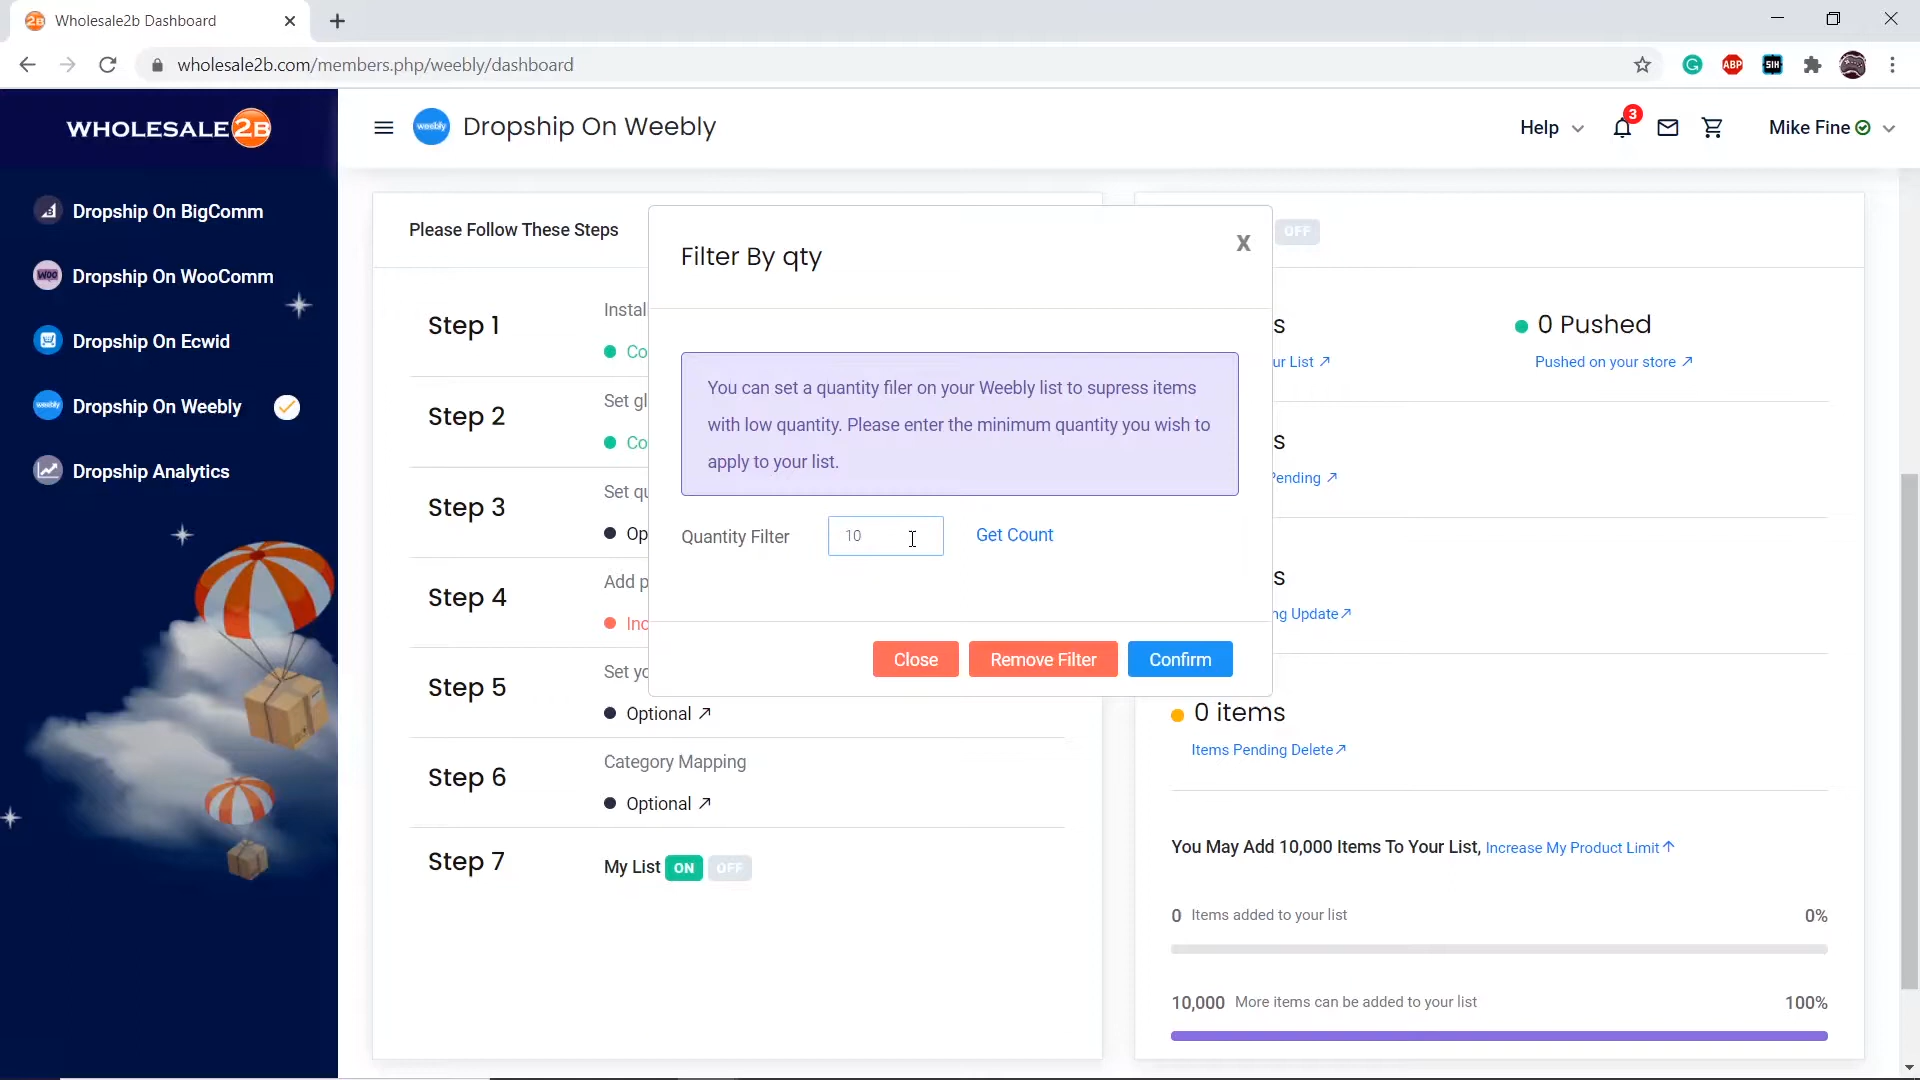 Wholesale2b Dashboard
wholesale2b.com/members.php/weebly/dashboard
ABP
SIH
WHOLESALE2B
weebly
Dropship On Weebly
Help
3
Mike Fine
Dropship On BigComm
WOO
Dropship On WooComm
Dropship On Ecwid
weebly
Dropship On Weebly
Dropship Analytics
Please Follow These Steps
Step 1
Instal
Co
Step 2
Set gl
Co
Step 3
Set qu
Op
Step 4
Add p
Inc
Step 5
Set yo
Optional
Step 6
Category Mapping
Optional
Step 7
My List ON OFF
Filter By qty
X
You can set a quantity filer on your Weebly list to supress items
with low quantity. Please enter the minimum quantity you wish to
apply to your list.
Quantity Filter
10
Get Count
Close
Remove Filter
Confirm
OFF
s
ur List
0 Pushed
Pushed on your store
s
Pending
s
ng Update
0 items
Items Pending Delete
You May Add 10,000 Items To Your List, Increase My Product Limit
0 Items added to your list
0%
10,000 More items can be added to your list
100%